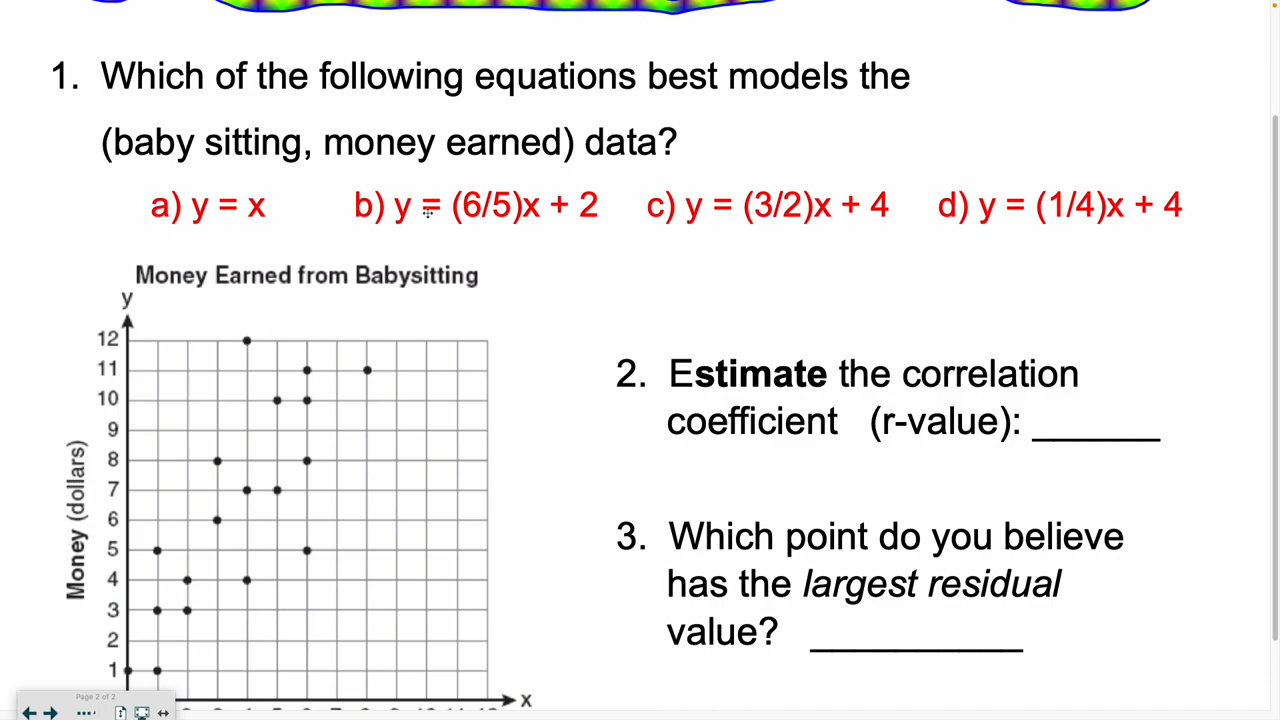 1. Which of the following equations best models the
(baby sitting, money earned) data?
a) y = x b) y = (6/5)x + 2 c) y = (3/2)x + 4 d) y = (1/4)x + 4
Money Earned from Babysitting
y
12
11
10
9
8
7
6
5
4
3
2
1
Money (dollars)
x
2. Estimate the correlation
coefficient (r-value): ______
3. Which point do you believe
has the largest residual
value? __________
Page 2 of 2